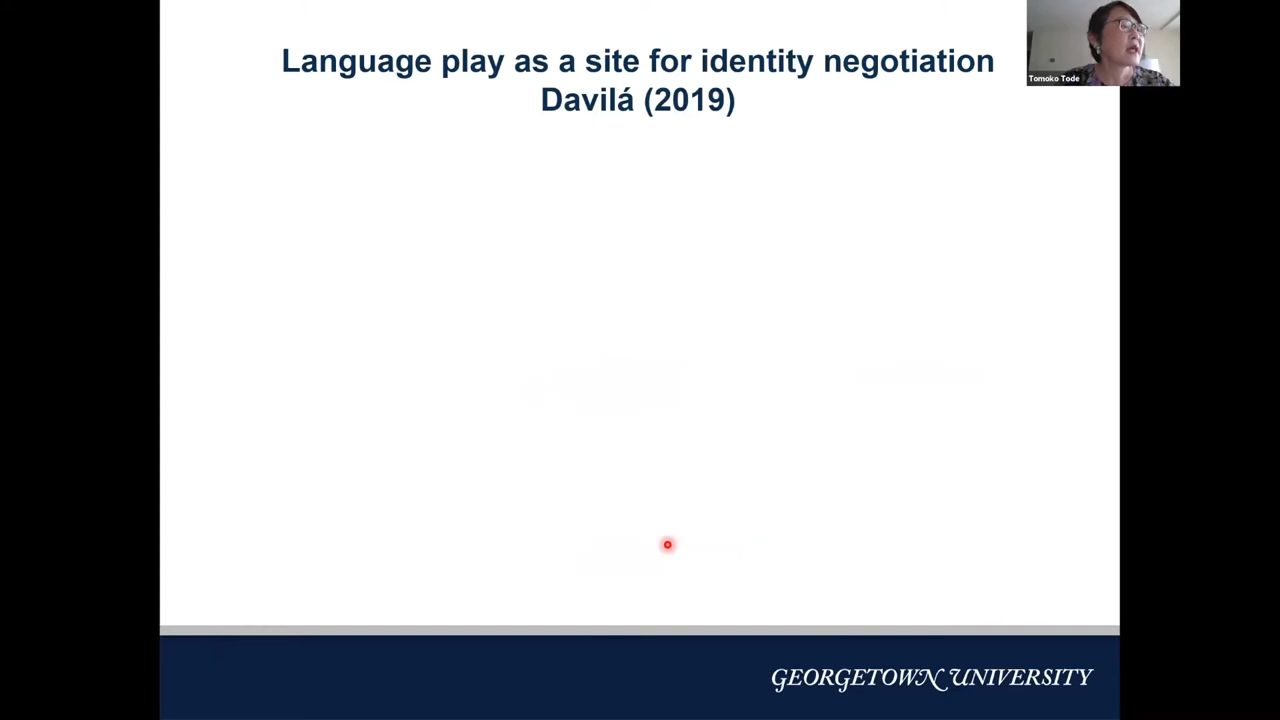 Language play as a site for identity negotiation
Davilá (2019)
Tomoko Tode
GEORGETOWN UNIVERSITY